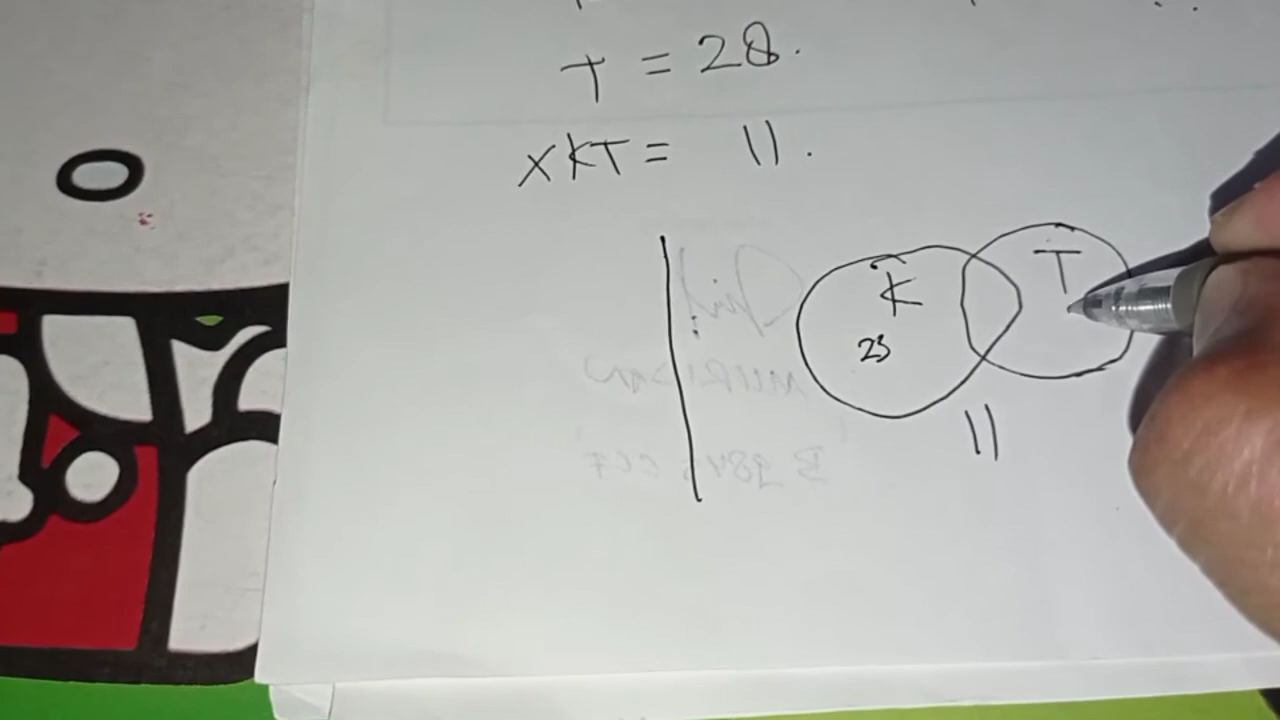 T = 28.
XKT = 11.
K T
23
11